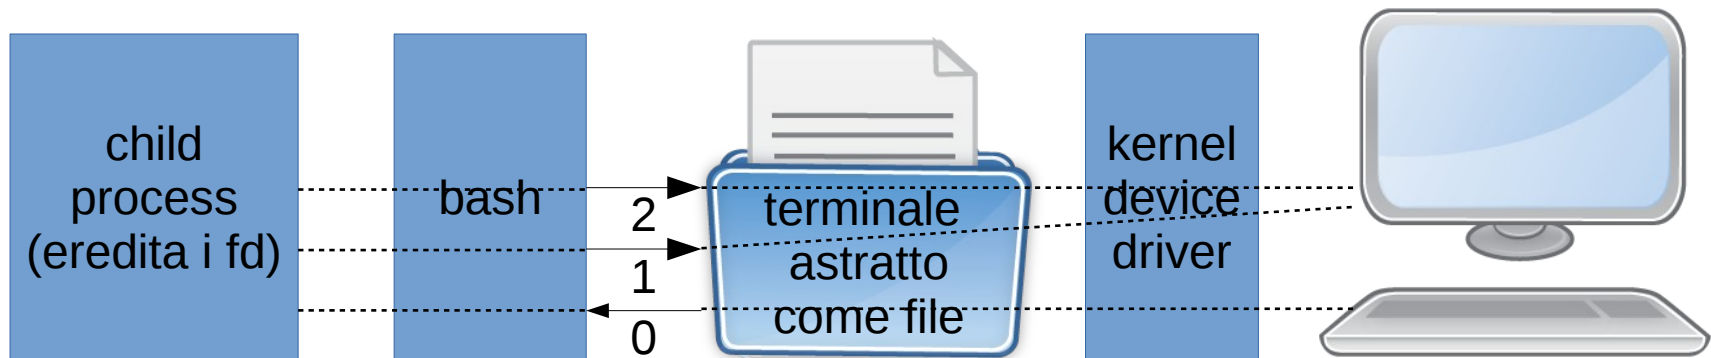 child
process
(eredita i fd)
bash
2
1
0
terminale
astratto
come file
kernel
device
driver